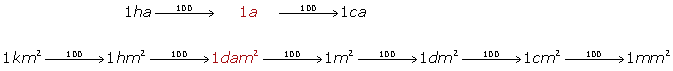 1ha 100→ 1a 100→ 1ca
1km² 100→ 1hm² 100→ 1dam² 100→ 1m² 100→ 1dm² 100→ 1cm² 100→ 1mm²